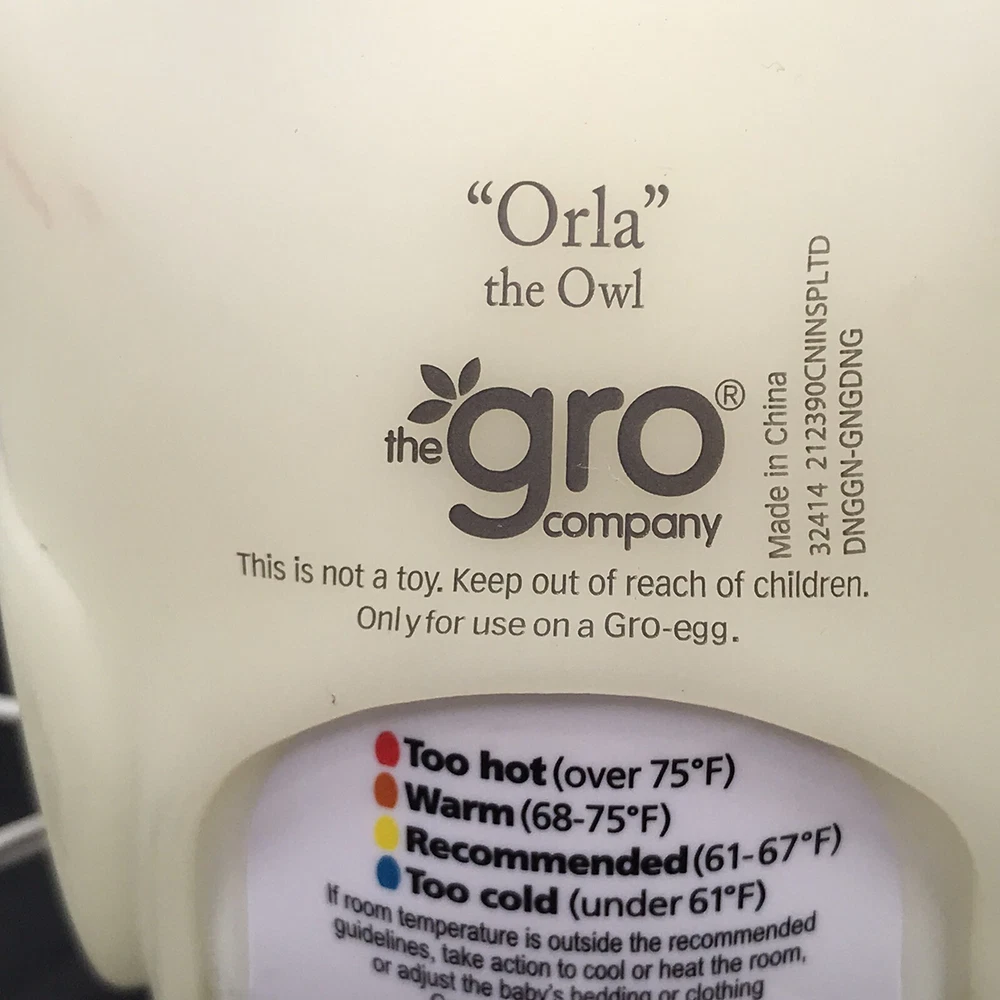 “Orla”
the Owl
the gro®
company
Made in China
32414 212390CNINSPLTD
DNGGN-GNGDNG
This is not a toy. Keep out of reach of children.
Only for use on a Gro-egg.
Too hot (over 75°F)
Warm (68-75°F)
Recommended (61-67°F)
Too cold (under 61°F)
If room temperature is outside the recommended
guidelines, take action to cool or heat the room,
or adjust the baby's bedding or clothing